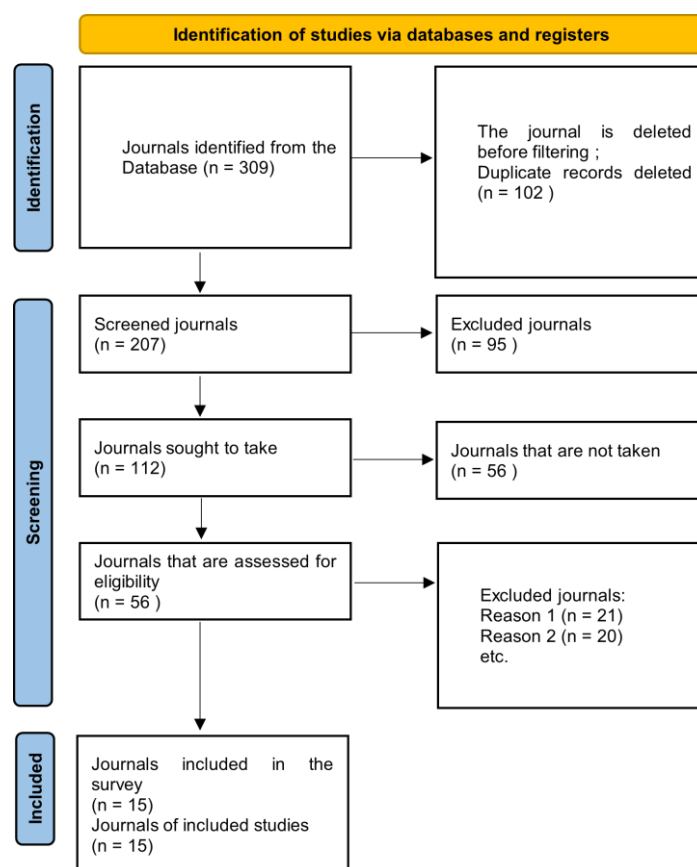 Identification of studies via databases and registers
Identification
Journals identified from the
Database (n = 309)
The journal is deleted
before filtering ;
Duplicate records deleted
(n = 102 )
Screening
Screened journals
(n = 207)
Excluded journals
(n = 95 )
Journals sought to take
(n = 112)
Journals that are not taken
(n = 56 )
Journals that are assessed for
eligibility
(n = 56 )
Excluded journals:
Reason 1 (n = 21)
Reason 2 (n = 20)
etc.
Included
Journals included in the
survey
(n = 15)
Journals of included studies
(n = 15)